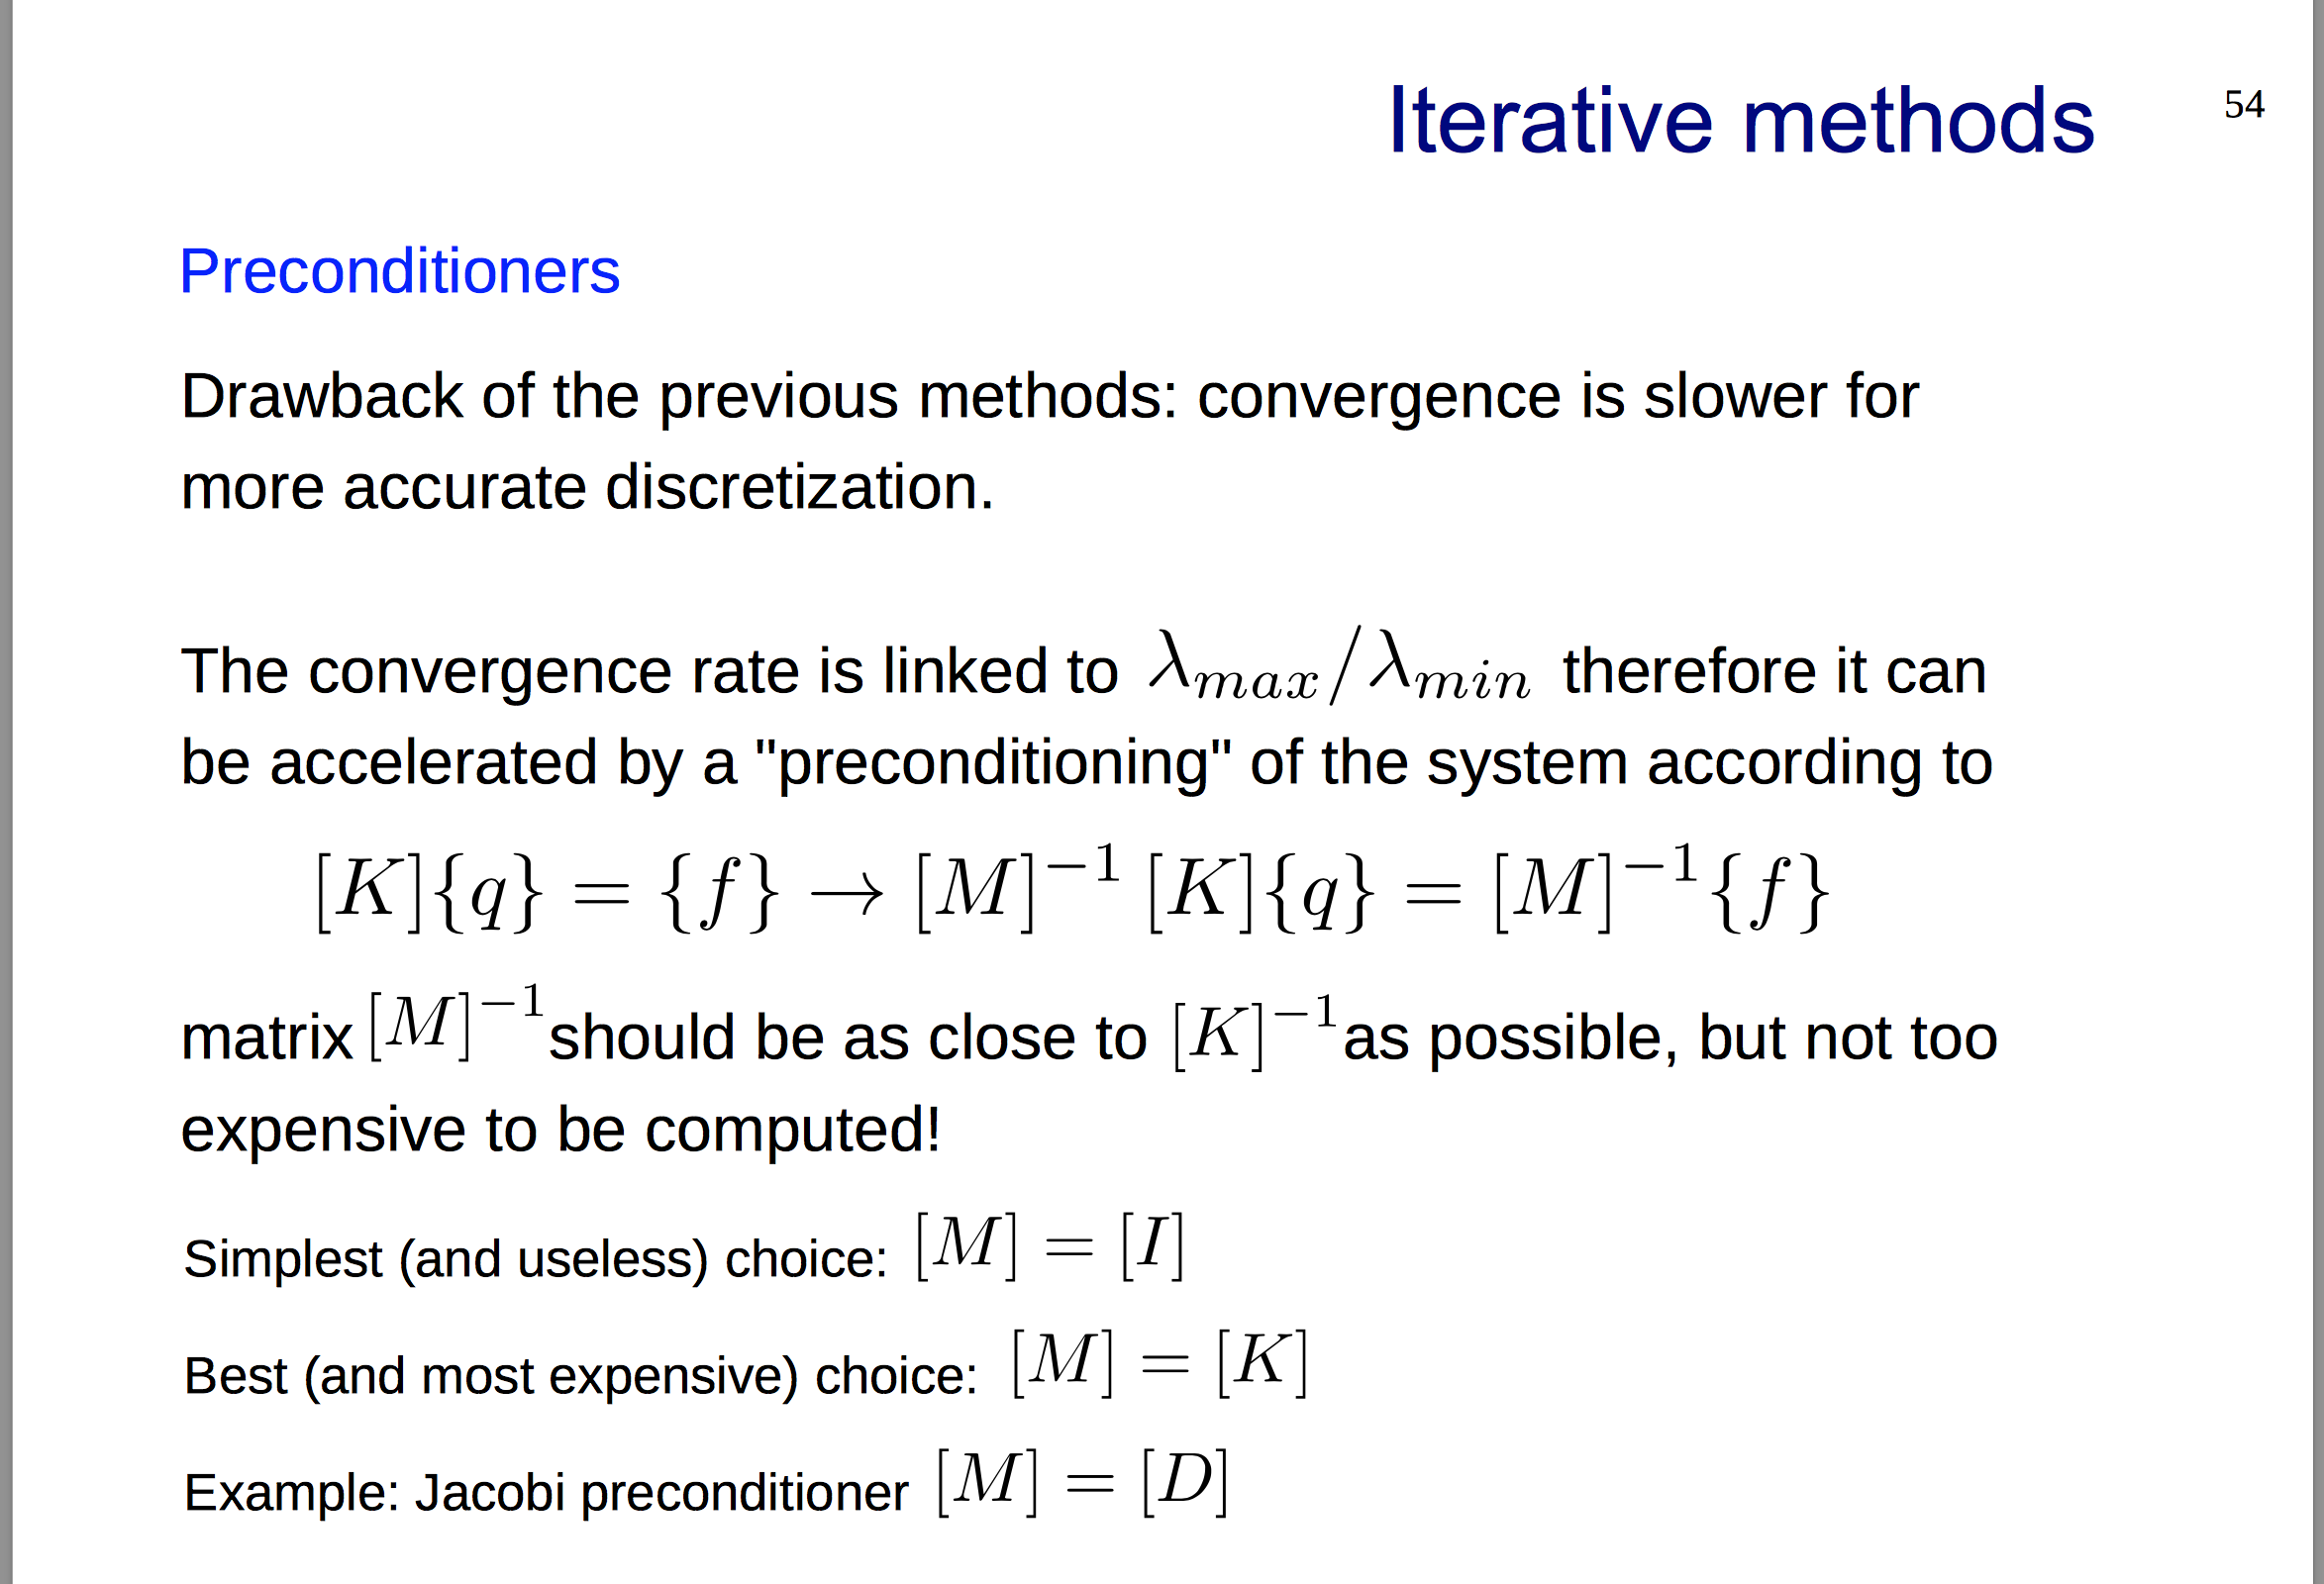 Iterative methods
54
Preconditioners
Drawback of the previous methods: convergence is slower for
more accurate discretization.
The convergence rate is linked to $\lambda_{max}/\lambda_{min}$ therefore it can
be accelerated by a "preconditioning" of the system according to
$[K]\{q\} = \{f\} \rightarrow [M]^{-1}[K]\{q\} = [M]^{-1}\{f\}$
matrix $[M]^{-1}$ should be as close to $[K]^{-1}$ as possible, but not too
expensive to be computed!
Simplest (and useless) choice: $[M] = [I]$
Best (and most expensive) choice: $[M] = [K]$
Example: Jacobi preconditioner $[M] = [D]$